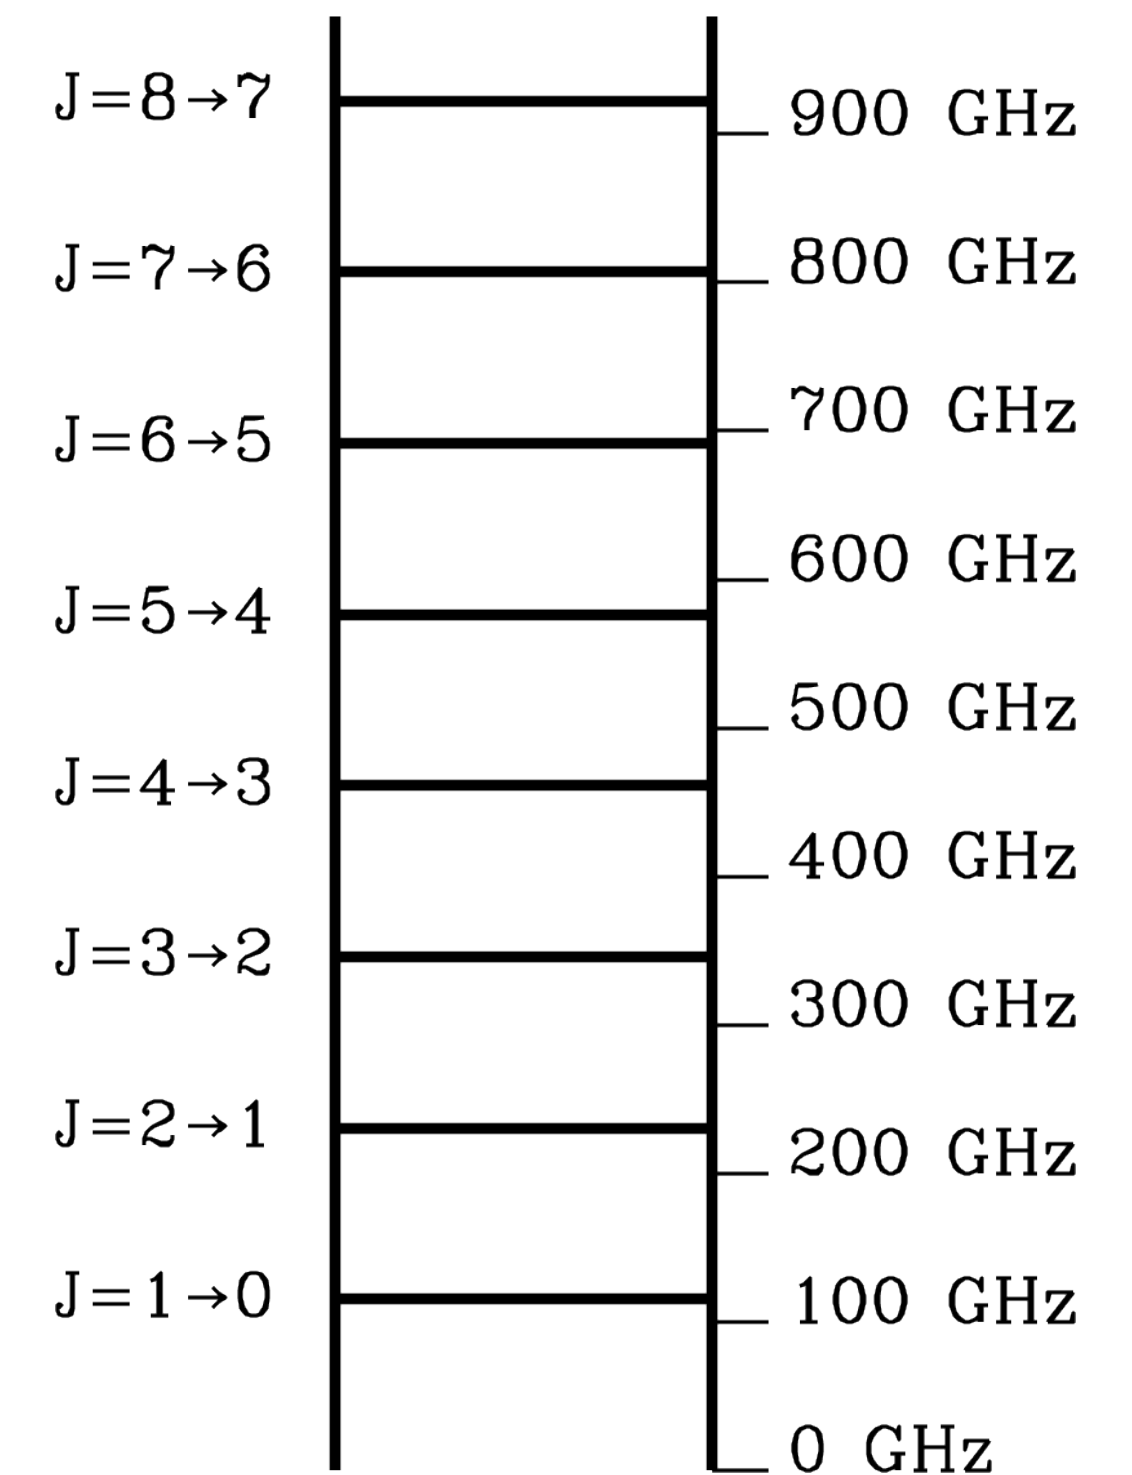 J=8→7
900 GHz
J=7→6
800 GHz
700 GHz
J=6→5
600 GHz
J=5→4
500 GHz
J=4→3
400 GHz
J=3→2
300 GHz
J=2→1
200 GHz
J=1→0
100 GHz
0 GHz